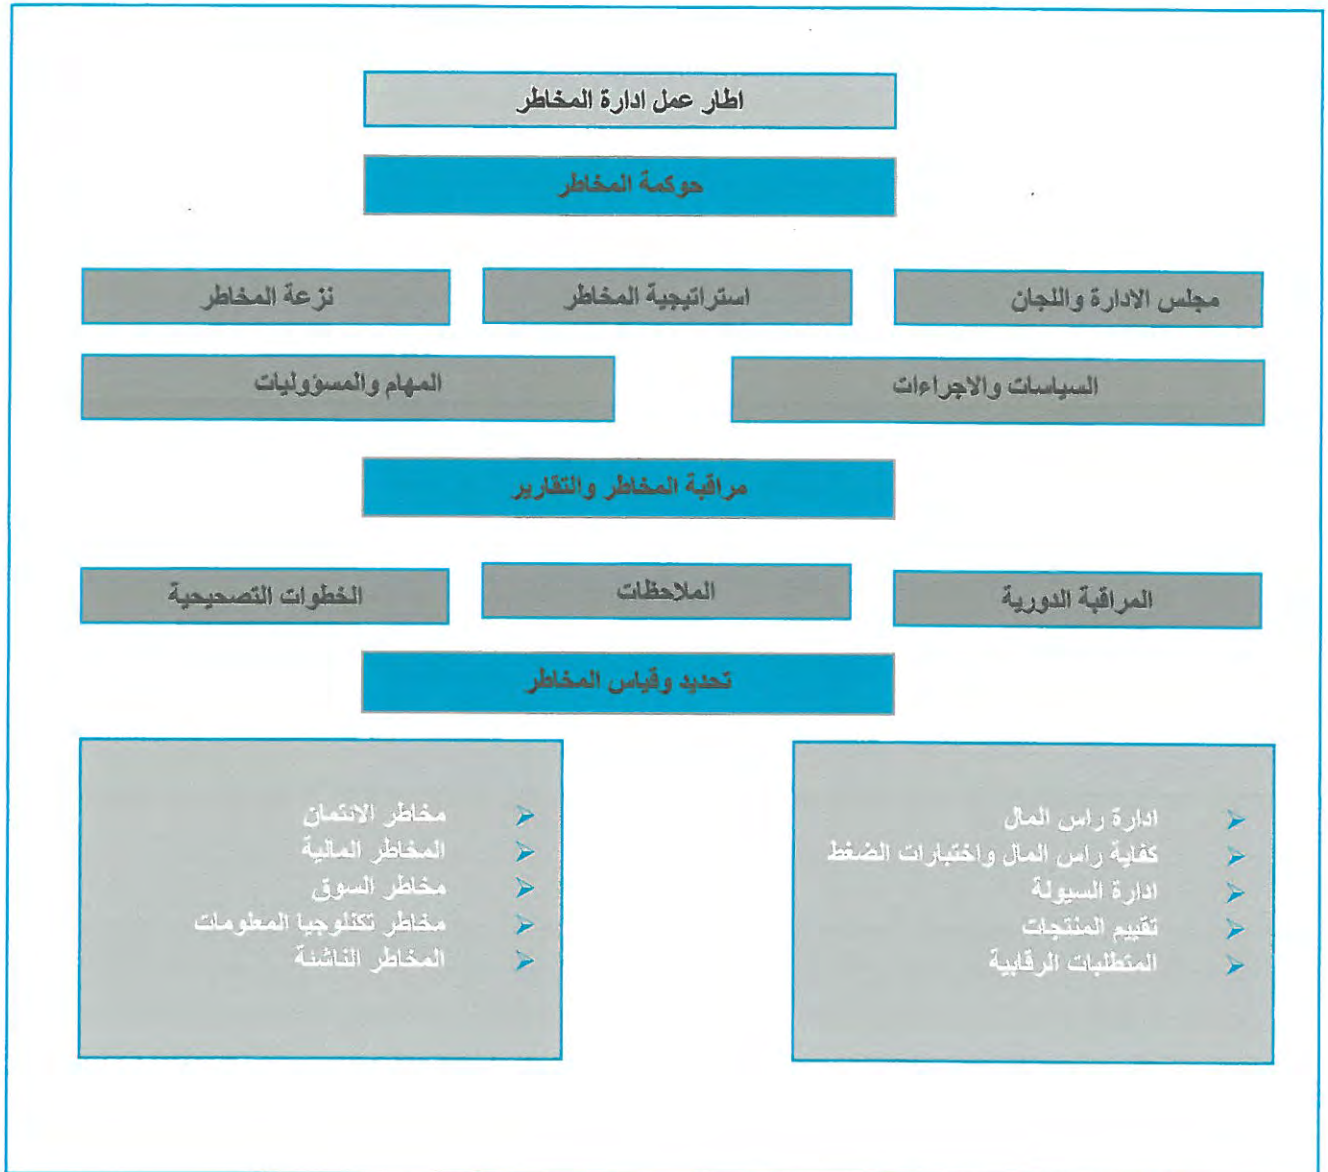 اطار عمل ادارة المخاطر
حوكمة المخاطر
مجلس الادارة واللجان
استراتيجية المخاطر
نزعة المخاطر
السياسات والاجراءات
المهام والمسؤوليات
مراقبة المخاطر والتقارير
المراقبة الدورية
الملاحظات
الخطوات التصحيحية
تحديد وقياس المخاطر
ادارة راس المال
كفاية راس المال واختبارات الضغط
ادارة السيولة
تقييم المنتجات
المتطلبات الرقابية
مخاطر الائتمان
المخاطر المالية
مخاطر السوق
مخاطر تكنلوجيا المعلومات
المخاطر الناشئة